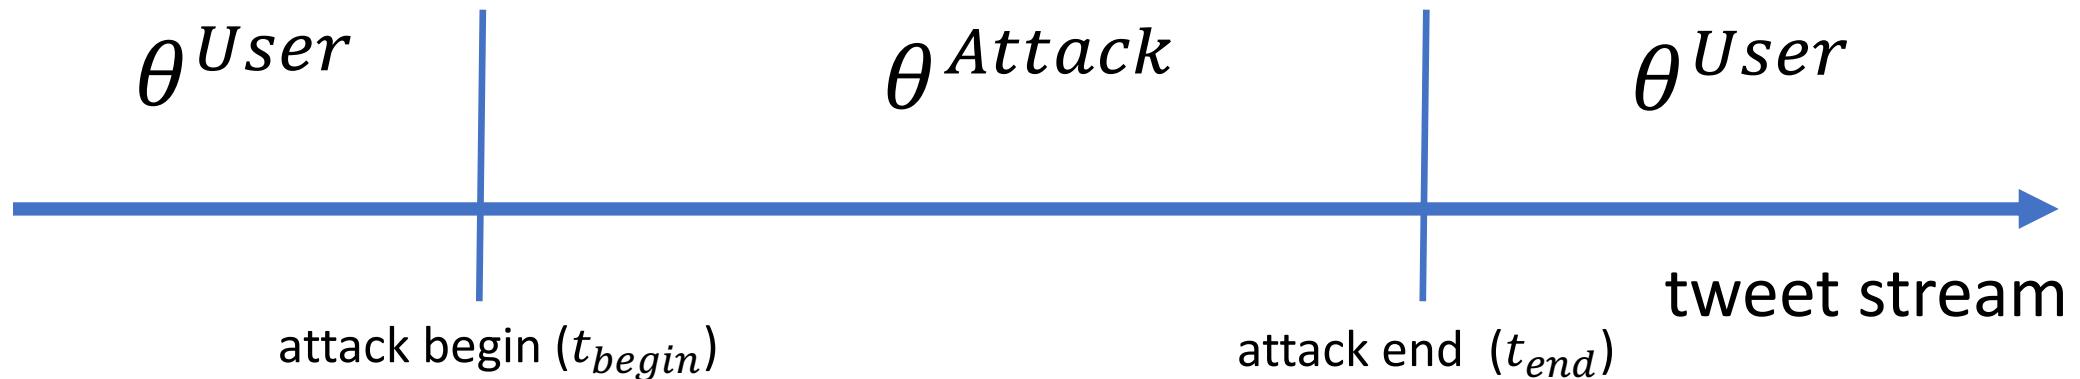 θ^User θ^Attack θ^User
tweet stream
attack begin (t_begin) attack end (t_end)